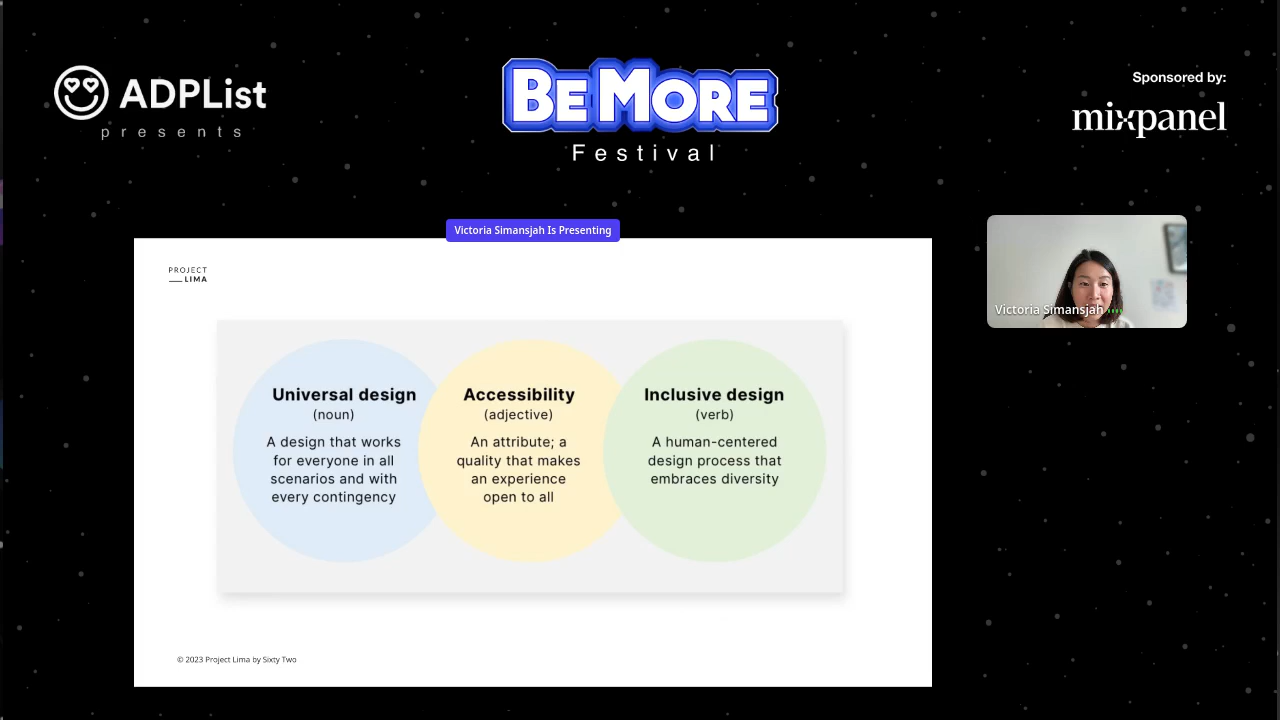 ADPList
presents
BE MORE
Festival
Sponsored by:
mixpanel
Victoria Simansjah Is Presenting
PROJECT
LIMA
Victoria Simansjah
Universal design
(noun)
A design that works
for everyone in all
scenarios and with
every contingency
Accessibility
(adjective)
An attribute; a
quality that makes
an experience
open to all
Inclusive design
(verb)
A human-centered
design process that
embraces diversity
© 2023 Project Lima by Sixty Two